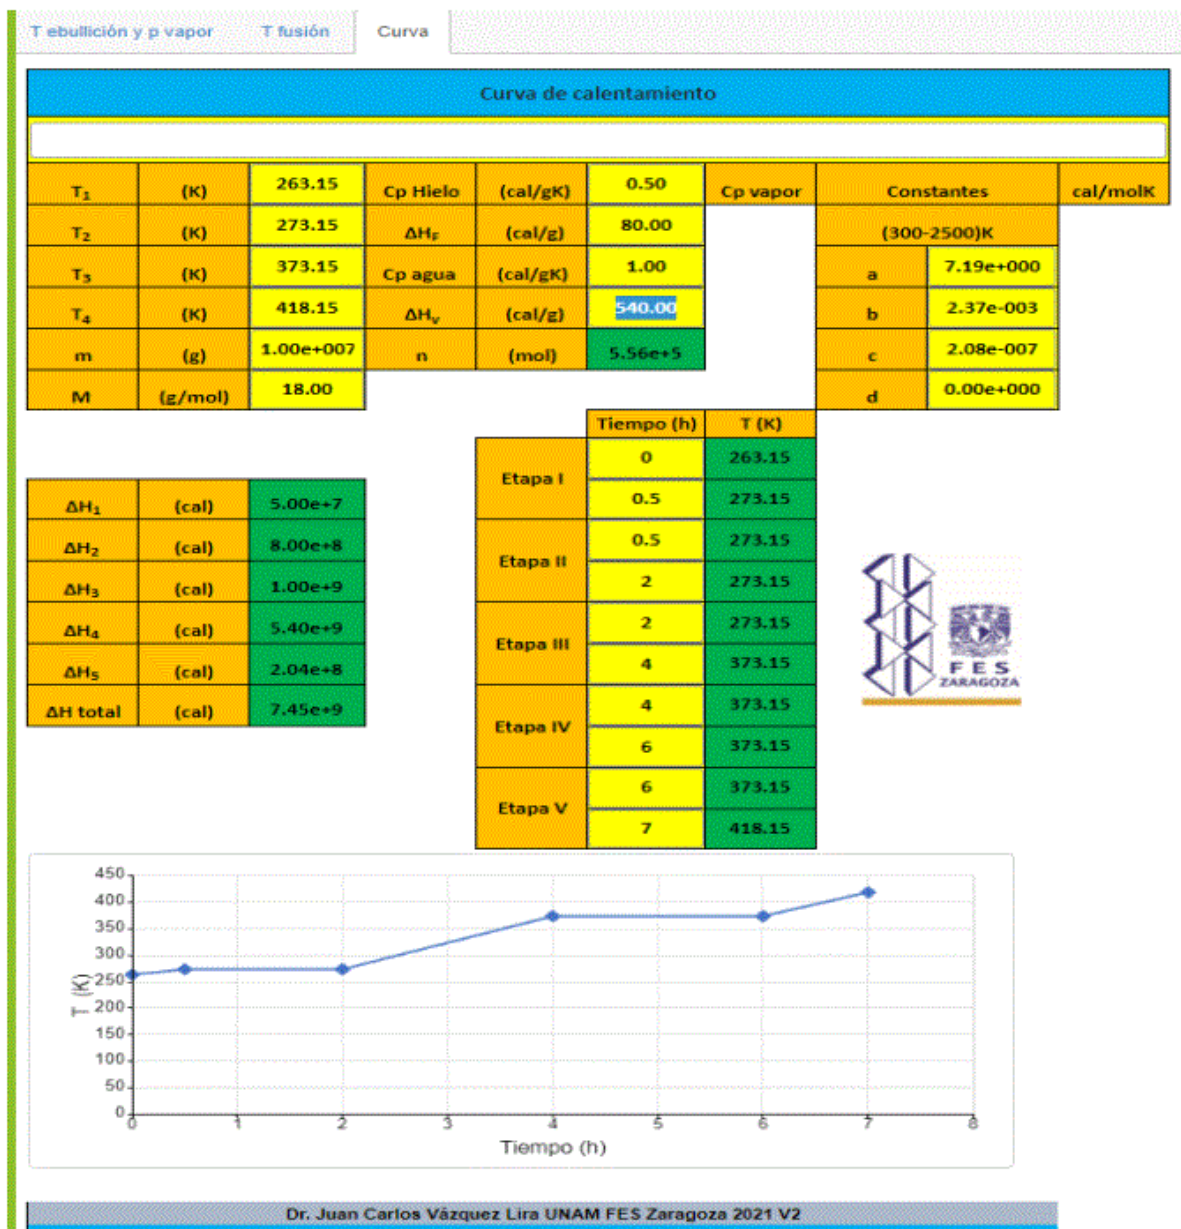 T ebullición y p vapor T fusión Curva
Curva de calentamiento
T₁ (K) 263.15 Cp Hielo (cal/gK) 0.50 Cp vapor Constantes cal/molK
T₂ (K) 273.15 ΔH_F (cal/g) 80.00 (300-2500)K
T₃ (K) 373.15 Cp agua (cal/gK) 1.00 a 7.19e+000
T₄ (K) 418.15 ΔHᵥ (cal/g) 540.00 b 2.37e-003
m (g) 1.00e+007 n (mol) 5.56e+5 c 2.08e-007
M (g/mol) 18.00 d 0.00e+000
Tiempo (h) T (K)
Etapa I
0 263.15
0.5 273.15
Etapa II
0.5 273.15
2 273.15
Etapa III
2 273.15
4 373.15
Etapa IV
4 373.15
6 373.15
Etapa V
6 373.15
7 418.15
ΔH₁ (cal) 5.00e+7
ΔH₂ (cal) 8.00e+8
ΔH₃ (cal) 1.00e+9
ΔH₄ (cal) 5.40e+9
ΔH₅ (cal) 2.04e+8
ΔH total (cal) 7.45e+9
FES
ZARAGOZA
450
400
350
300
250
200
150
100
50
0
T (K)
0 1 2 3 4 5 6 7 8
Tiempo (h)
Dr. Juan Carlos Vázquez Lira UNAM FES Zaragoza 2021 V2